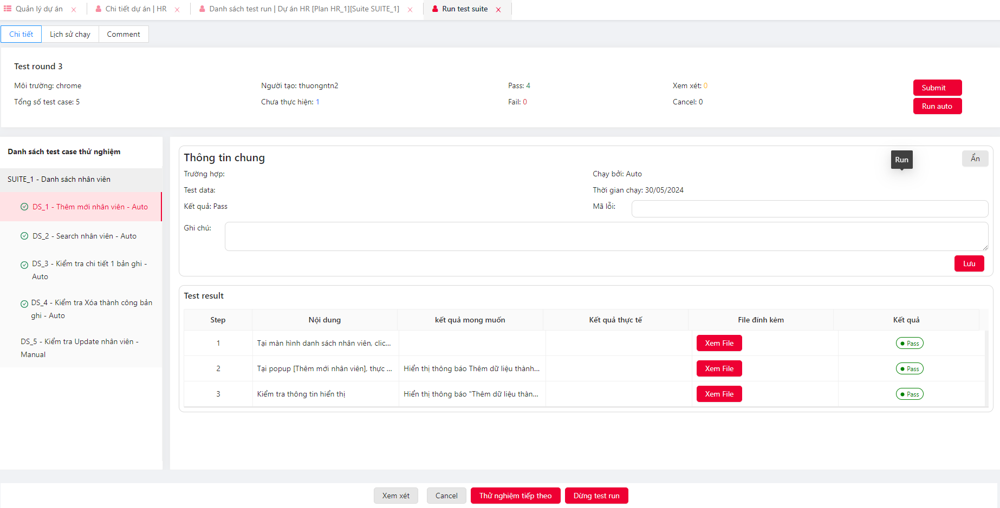 Quản lý dự án
Chi tiết dự án | HR
Danh sách test run | Dự án HR [Plan HR_1][Suite SUITE_1]
Run test suite
Chi tiết
Lịch sử chạy
Comment
Test round 3
Môi trường: chrome
Người tạo: thuongntn2
Pass: 4
Xem xét: 0
Submit
Tổng số test case: 5
Chưa thực hiện: 1
Fail: 0
Cancel: 0
Run auto
Danh sách test case thử nghiệm
SUITE_1 - Danh sách nhân viên
DS_1 - Thêm mới nhân viên - Auto
DS_2 - Search nhân viên - Auto
DS_3 - Kiểm tra chi tiết 1 bản ghi -
Auto
DS_4 - Kiểm tra Xóa thành công bản
ghi - Auto
DS_5 - Kiểm tra Update nhân viên -
Manual
Thông tin chung
Run
Ẩn
Trường hợp:
Chạy bởi: Auto
Test data:
Thời gian chạy: 30/05/2024
Kết quả: Pass
Mã lỗi:
Ghi chú:
Lưu
Test result
Step
Nội dung
kết quả mong muốn
Kết quả thực tế
File đính kèm
Kết quả
1
Tại màn hình danh sách nhân viên, clic...
Xem File
Pass
2
Tại popup [Thêm mới nhân viên], thực ...
Hiển thị thông báo Thêm dữ liệu thành...
Xem File
Pass
3
Kiểm tra thông tin hiển thị
Hiển thị thông báo "Thêm dữ liệu thàn...
Xem File
Pass
Xem xét
Cancel
Thử nghiệm tiếp theo
Dừng test run